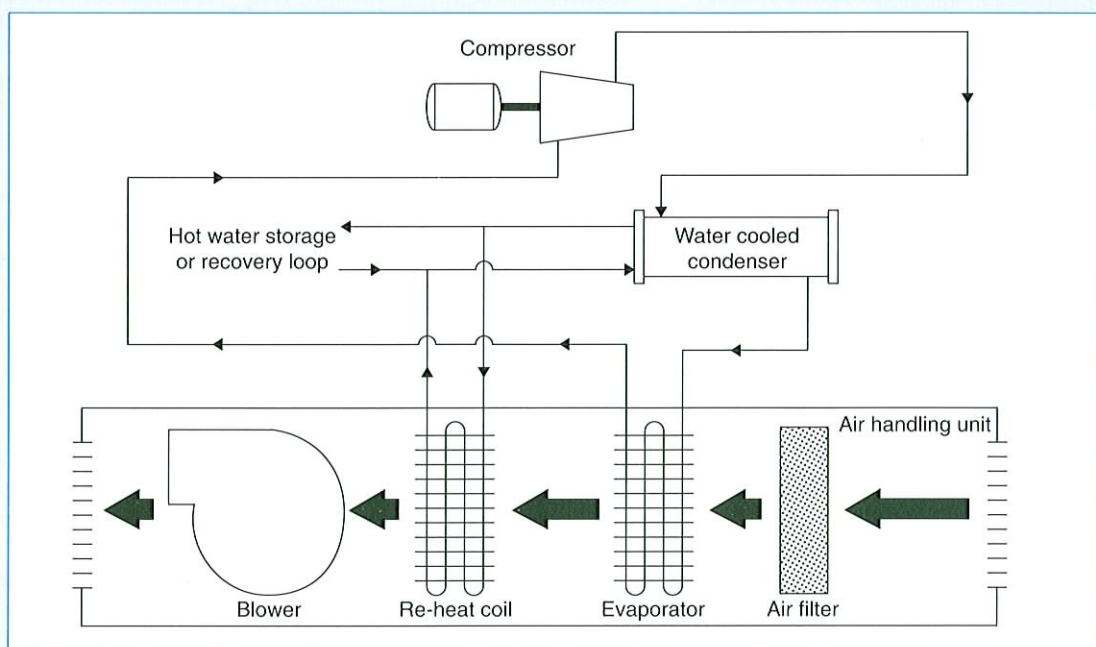 Compressor
Hot water storage
or recovery loop
Water cooled
condenser
Air handling unit
Blower
Re-heat coil
Evaporator
Air filter